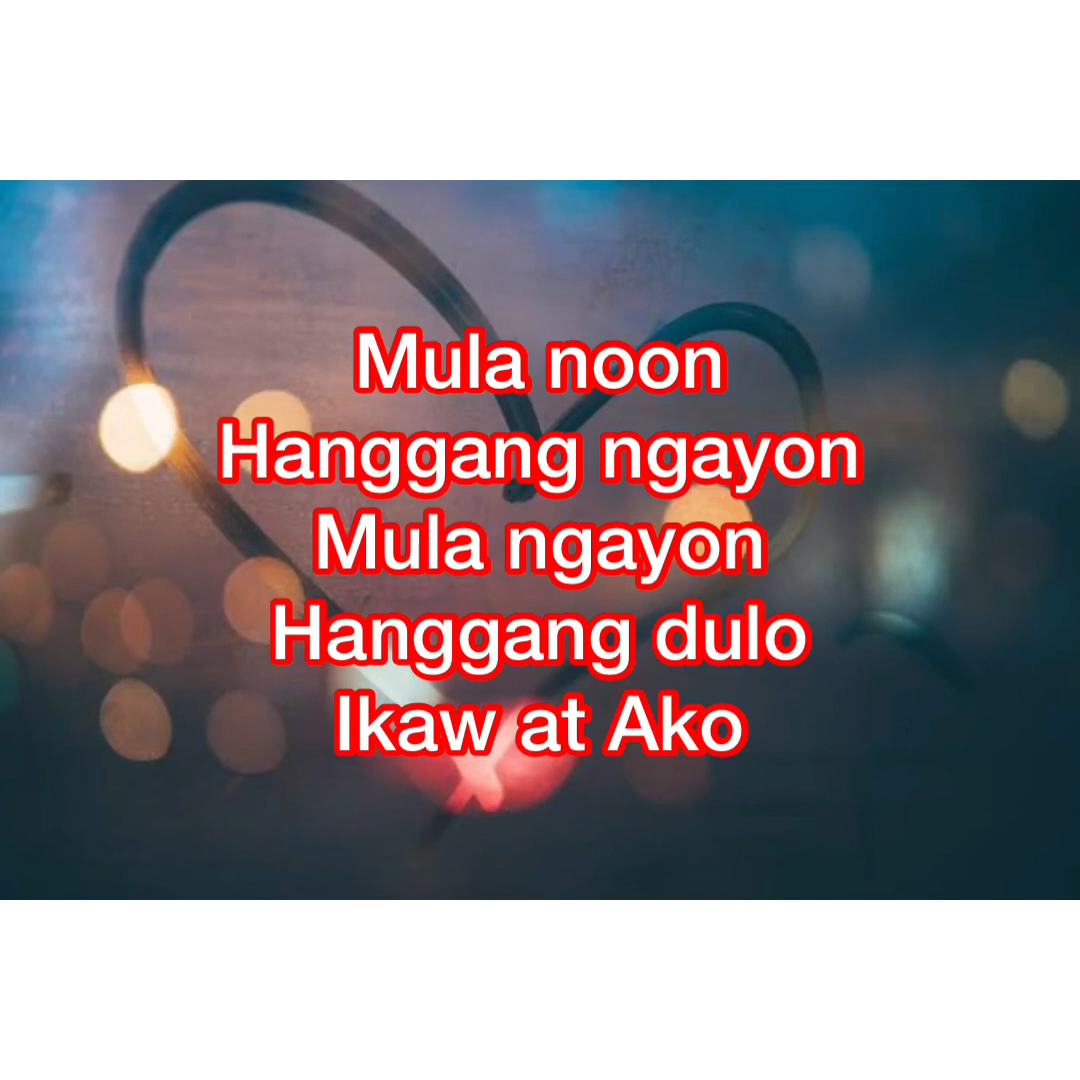 Mula noon
Hanggang ngayon
Mula ngayon
Hanggang dulo
Ikaw at Ako